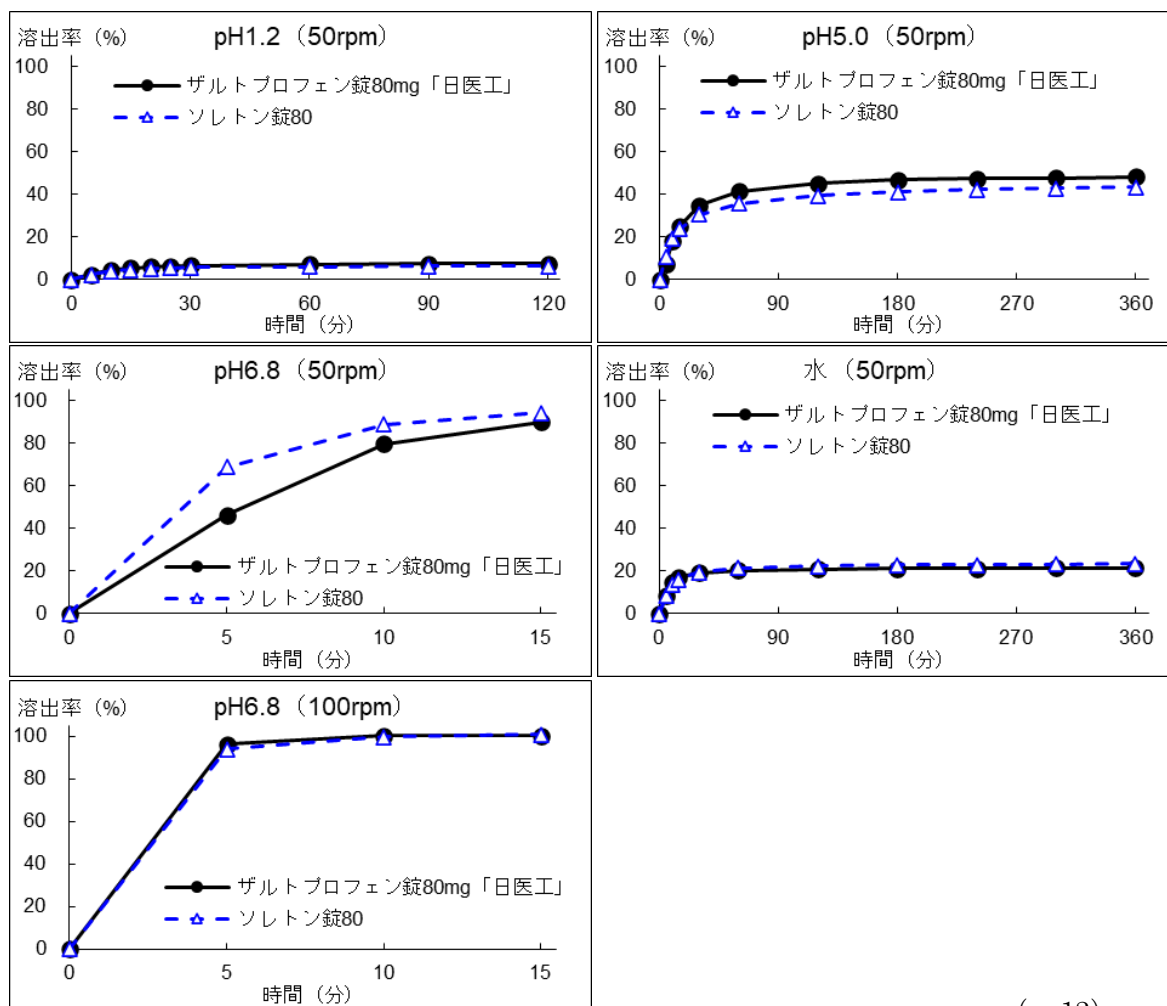 溶出率 (%) pH1.2（50rpm）
100
ザルトプロフェン錠80mg「日医工」
80
ソレトン錠80
60
40
20
0
0 30 60 90 120
時間（分）
溶出率 (%) pH5.0（50rpm）
100
ザルトプロフェン錠80mg「日医工」
80
ソレトン錠80
60
40
20
0
0 90 180 270 360
時間（分）
溶出率 (%) pH6.8（50rpm）
100
80
60
40
20
ザルトプロフェン錠80mg「日医工」
ソレトン錠80
0
0 5 10 15
時間（分）
溶出率 (%) 水（50rpm）
100
ザルトプロフェン錠80mg「日医工」
80
ソレトン錠80
60
40
20
0
0 90 180 270 360
時間（分）
溶出率 (%) pH6.8（100rpm）
100
80
60
40
ザルトプロフェン錠80mg「日医工」
20
ソレトン錠80
0
0 5 10 15
時間（分）